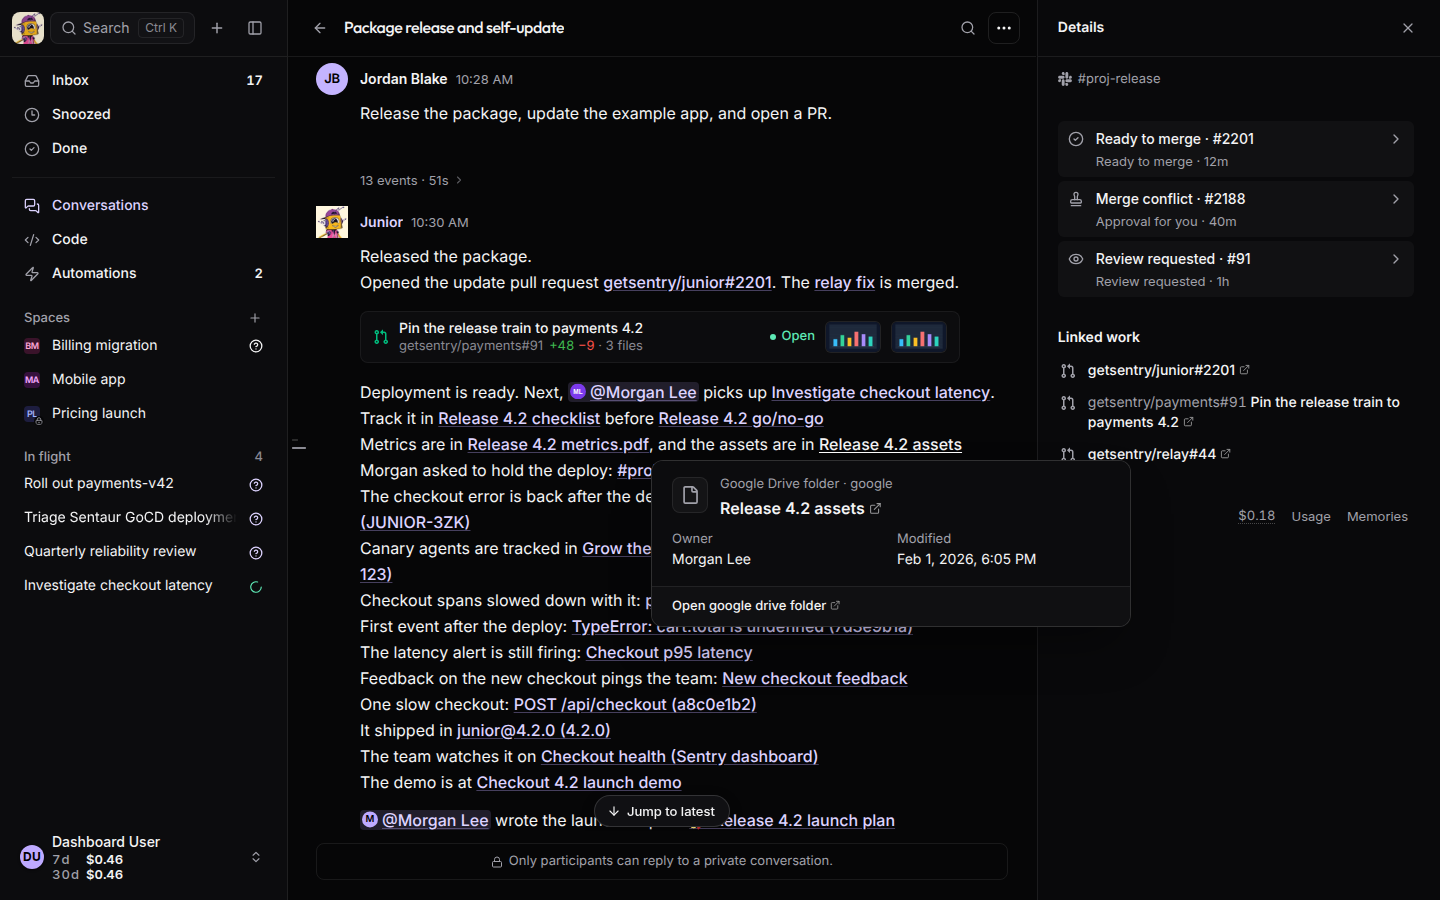 Search Ctrl K
Inbox 17
Snoozed
Done
Conversations
Code
Automations 2
Spaces
BM Billing migration
MA Mobile app
PL Pricing launch
In flight 4
Roll out payments-v42
Triage Sentaur GoCD deployme
Quarterly reliability review
Investigate checkout latency
DU Dashboard User
7d $0.46
30d $0.46
Package release and self-update
JB Jordan Blake 10:28 AM
Release the package, update the example app, and open a PR.
13 events · 51s
Junior 10:30 AM
Released the package.
Opened the update pull request getsentry/junior#2201. The relay fix is merged.
Pin the release train to payments 4.2
getsentry/payments#91 +48 −9 · 3 files
Open
Deployment is ready. Next, ML @Morgan Lee picks up Investigate checkout latency.
Track it in Release 4.2 checklist before Release 4.2 go/no-go
Metrics are in Release 4.2 metrics.pdf, and the assets are in Release 4.2 assets
Morgan asked to hold the deploy: #pro
The checkout error is back after the de
(JUNIOR-3ZK)
Canary agents are tracked in Grow the
123)
Checkout spans slowed down with it: p
First event after the deploy: TypeError: cart.total is undefined (7d3e9b1a)
The latency alert is still firing: Checkout p95 latency
Feedback on the new checkout pings the team: New checkout feedback
One slow checkout: POST /api/checkout (a8c0e1b2)
It shipped in junior@4.2.0 (4.2.0)
The team watches it on Checkout health (Sentry dashboard)
The demo is at Checkout 4.2 launch demo
M @Morgan Lee wrote the laun
elease 4.2 launch plan
Jump to latest
Only participants can reply to a private conversation.
Google Drive folder · google
Release 4.2 assets
Owner Modified
Morgan Lee Feb 1, 2026, 6:05 PM
Open google drive folder
Details
#proj-release
Ready to merge · #2201
Ready to merge · 12m
Merge conflict · #2188
Approval for you · 40m
Review requested · #91
Review requested · 1h
Linked work
getsentry/junior#2201
getsentry/payments#91 Pin the release train to
payments 4.2
getsentry/relay#44
$0.18 Usage Memories